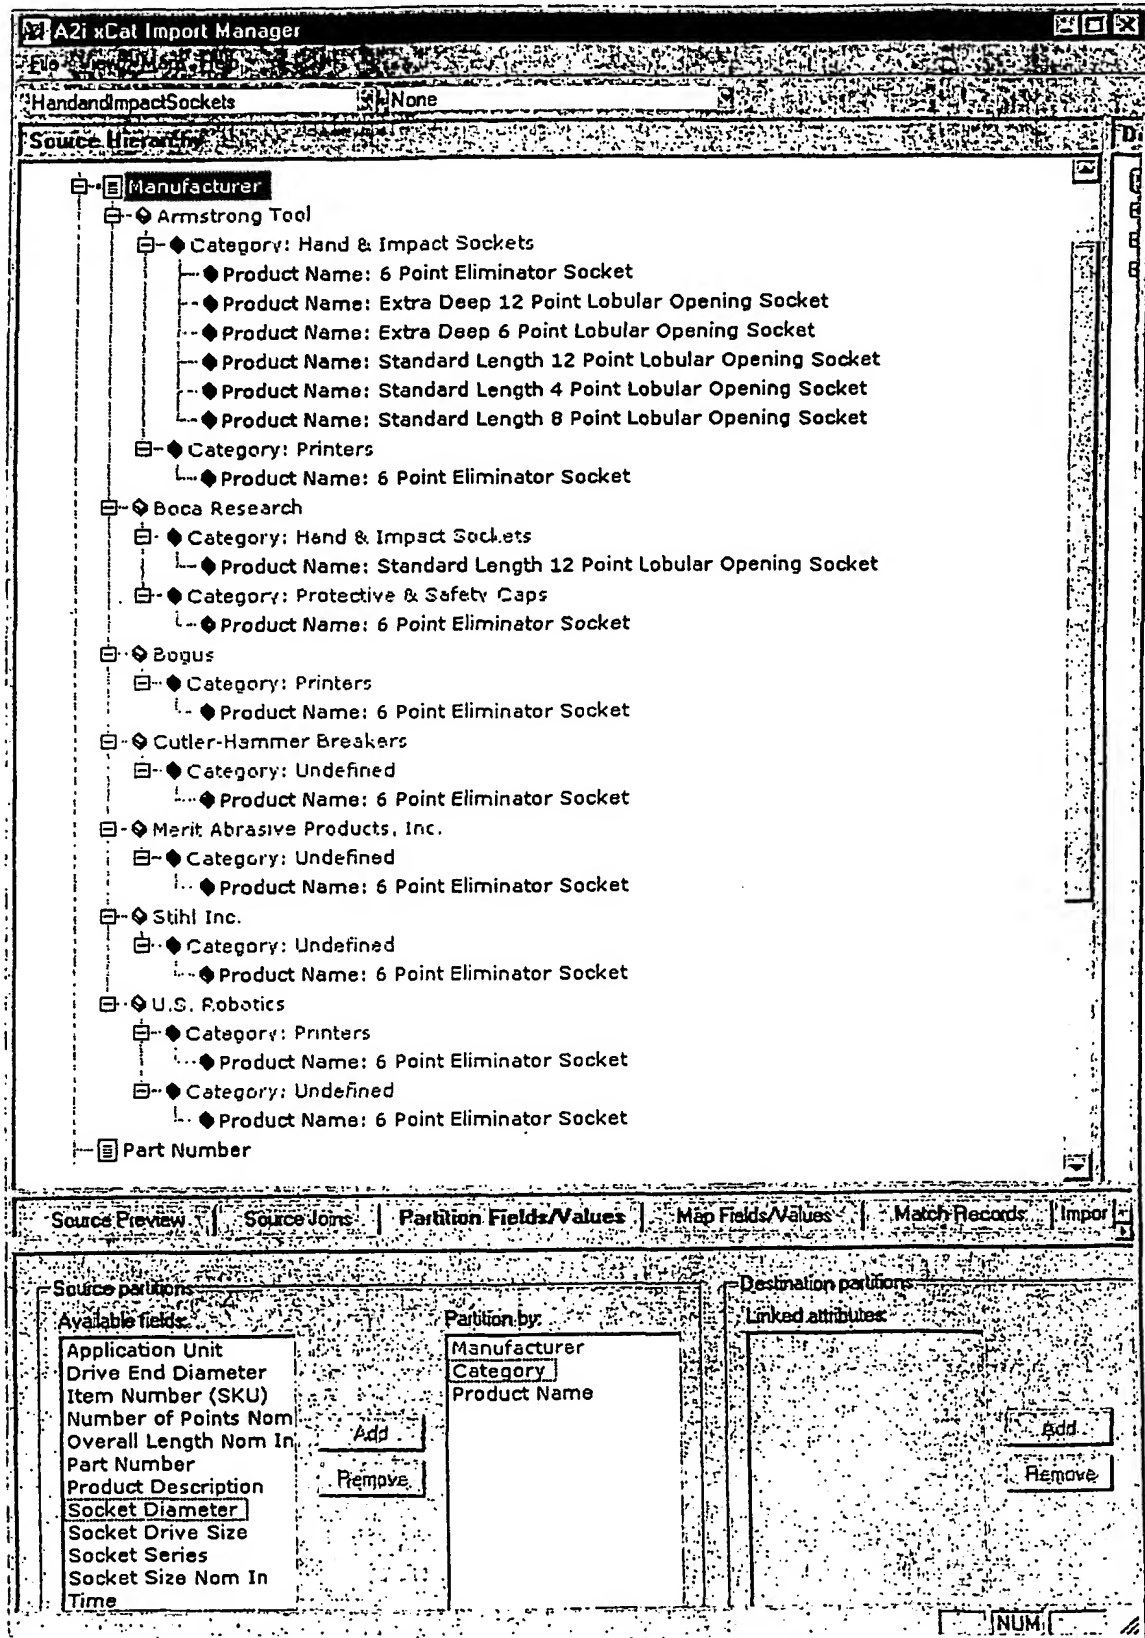 A2i xCat Import Manager
File View Map Help
HandandImpactSockets None
Source Hierarchy
Manufacturer
Armstrong Tool
Category: Hand & Impact Sockets
Product Name: 6 Point Eliminator Socket
Product Name: Extra Deep 12 Point Lobular Opening Socket
Product Name: Extra Deep 6 Point Lobular Opening Socket
Product Name: Standard Length 12 Point Lobular Opening Socket
Product Name: Standard Length 4 Point Lobular Opening Socket
Product Name: Standard Length 8 Point Lobular Opening Socket
Category: Printers
Product Name: 6 Point Eliminator Socket
Boca Research
Category: Hand & Impact Sockets
Product Name: Standard Length 12 Point Lobular Opening Socket
Category: Protective & Safety Caps
Product Name: 6 Point Eliminator Socket
Bogus
Category: Printers
Product Name: 6 Point Eliminator Socket
Cutler-Hammer Breakers
Category: Undefined
Product Name: 6 Point Eliminator Socket
Merit Abrasive Products, Inc.
Category: Undefined
Product Name: 6 Point Eliminator Socket
Stihl Inc.
Category: Undefined
Product Name: 6 Point Eliminator Socket
U.S. Robotics
Category: Printers
Product Name: 6 Point Eliminator Socket
Category: Undefined
Product Name: 6 Point Eliminator Socket
Part Number
Source Preview Source Joins Partition Fields/Values Map Fields/Values Match Records Impor
Source partitions Destination partitions
Available fields: Partition by: Linked attributes:
Application Unit Manufacturer
Drive End Diameter Category
Item Number (SKU) Product Name
Number of Points Nom
Overall Length Nom In Add Add
Part Number
Product Description Remove Remove
Socket Diameter
Socket Drive Size
Socket Series
Socket Size Nom In
Time
NUM